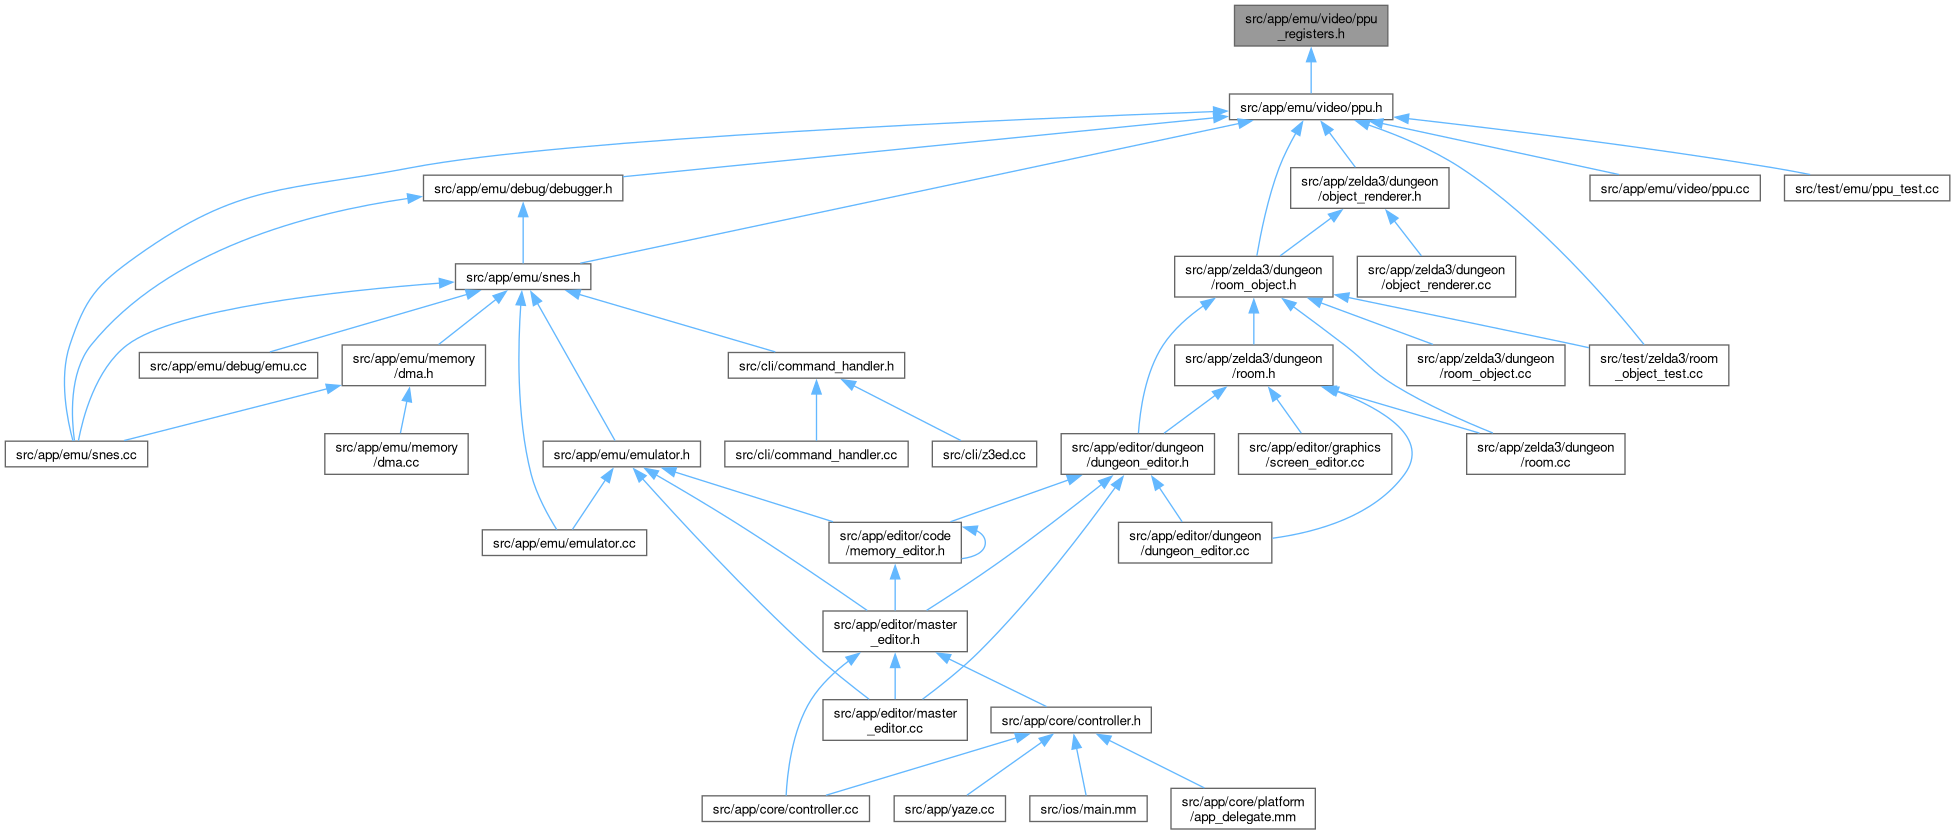 src/app/emu/video/ppu
_registers.h
src/app/emu/video/ppu.h
src/app/emu/debug/debugger.h
src/app/zelda3/dungeon
/object_renderer.h
src/app/emu/video/ppu.cc
src/test/emu/ppu_test.cc
src/app/emu/snes.h
src/app/zelda3/dungeon
/room_object.h
src/app/zelda3/dungeon
/object_renderer.cc
src/app/emu/debug/emu.cc
src/app/emu/memory
/dma.h
src/cli/command_handler.h
src/app/zelda3/dungeon
/room.h
src/app/zelda3/dungeon
/room_object.cc
src/test/zelda3/room
_object_test.cc
src/app/emu/snes.cc
src/app/emu/memory
/dma.cc
src/app/emu/emulator.h
src/cli/command_handler.cc
src/cli/z3ed.cc
src/app/editor/dungeon
/dungeon_editor.h
src/app/editor/graphics
/screen_editor.cc
src/app/zelda3/dungeon
/room.cc
src/app/emu/emulator.cc
src/app/editor/code
/memory_editor.h
src/app/editor/dungeon
/dungeon_editor.cc
src/app/editor/master
_editor.h
src/app/editor/master
_editor.cc
src/app/core/controller.h
src/app/core/controller.cc
src/app/yaze.cc
src/ios/main.mm
src/app/core/platform
/app_delegate.mm